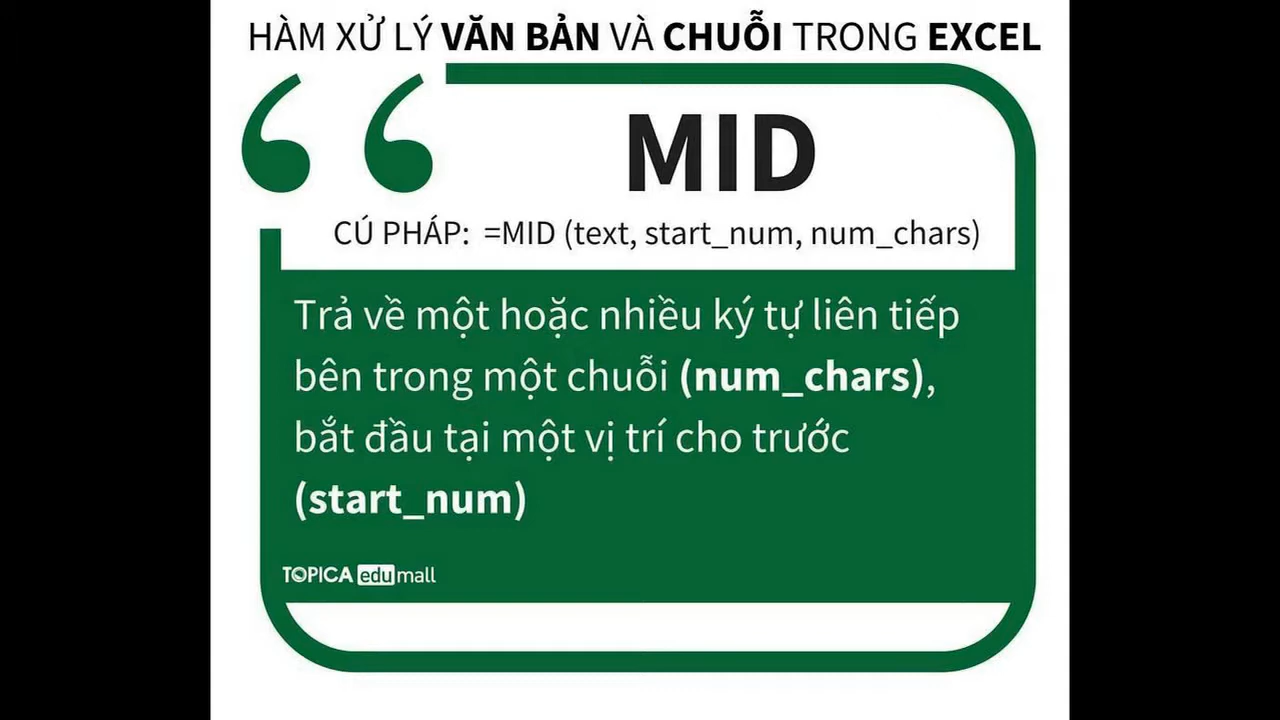 HÀM XỬ LÝ VĂN BẢN VÀ CHUỖI TRONG EXCEL
MID
CÚ PHÁP: =MID (text, start_num, num_chars)
Trả về một hoặc nhiều ký tự liên tiếp
bên trong một chuỗi (num_chars),
bắt đầu tại một vị trí cho trước
(start_num)
TOPICA edumall